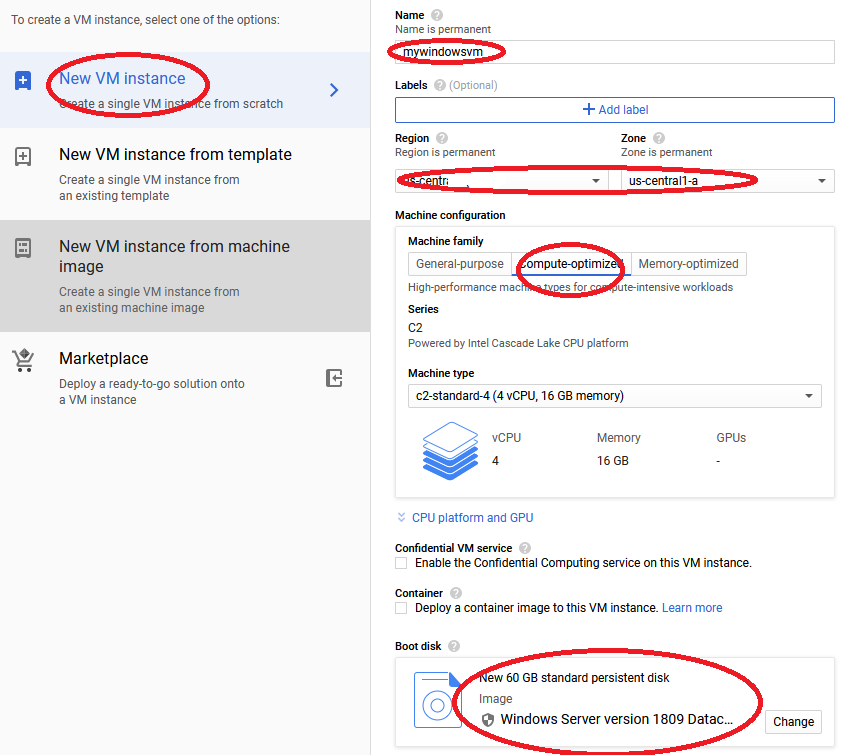 To create a VM instance, select one of the options:
New VM instance
Create a single VM instance from scratch
New VM instance from template
Create a single VM instance from
an existing template
New VM instance from machine
image
Create a single VM instance from
an existing machine image
Marketplace
Deploy a ready-to-go solution onto
a VM instance
Name ?
Name is permanent
mywindowsvm
Labels ? (Optional)
+ Add label
Region ? Zone ?
Region is permanent Zone is permanent
us-central1-a
Machine configuration
Machine family
General-purpose Compute-optimized Memory-optimized
High-performance machine types for compute-intensive workloads
Series
C2
Powered by Intel Cascade Lake CPU platform
Machine type
c2-standard-4 (4 vCPU, 16 GB memory)
vCPU Memory GPUs
4 16 GB -
CPU platform and GPU
Confidential VM service ?
Enable the Confidential Computing service on this VM instance.
Container ?
Deploy a container image to this VM instance. Learn more
Boot disk ?
New 60 GB standard persistent disk
Image
Windows Server version 1809 Datac...
Change